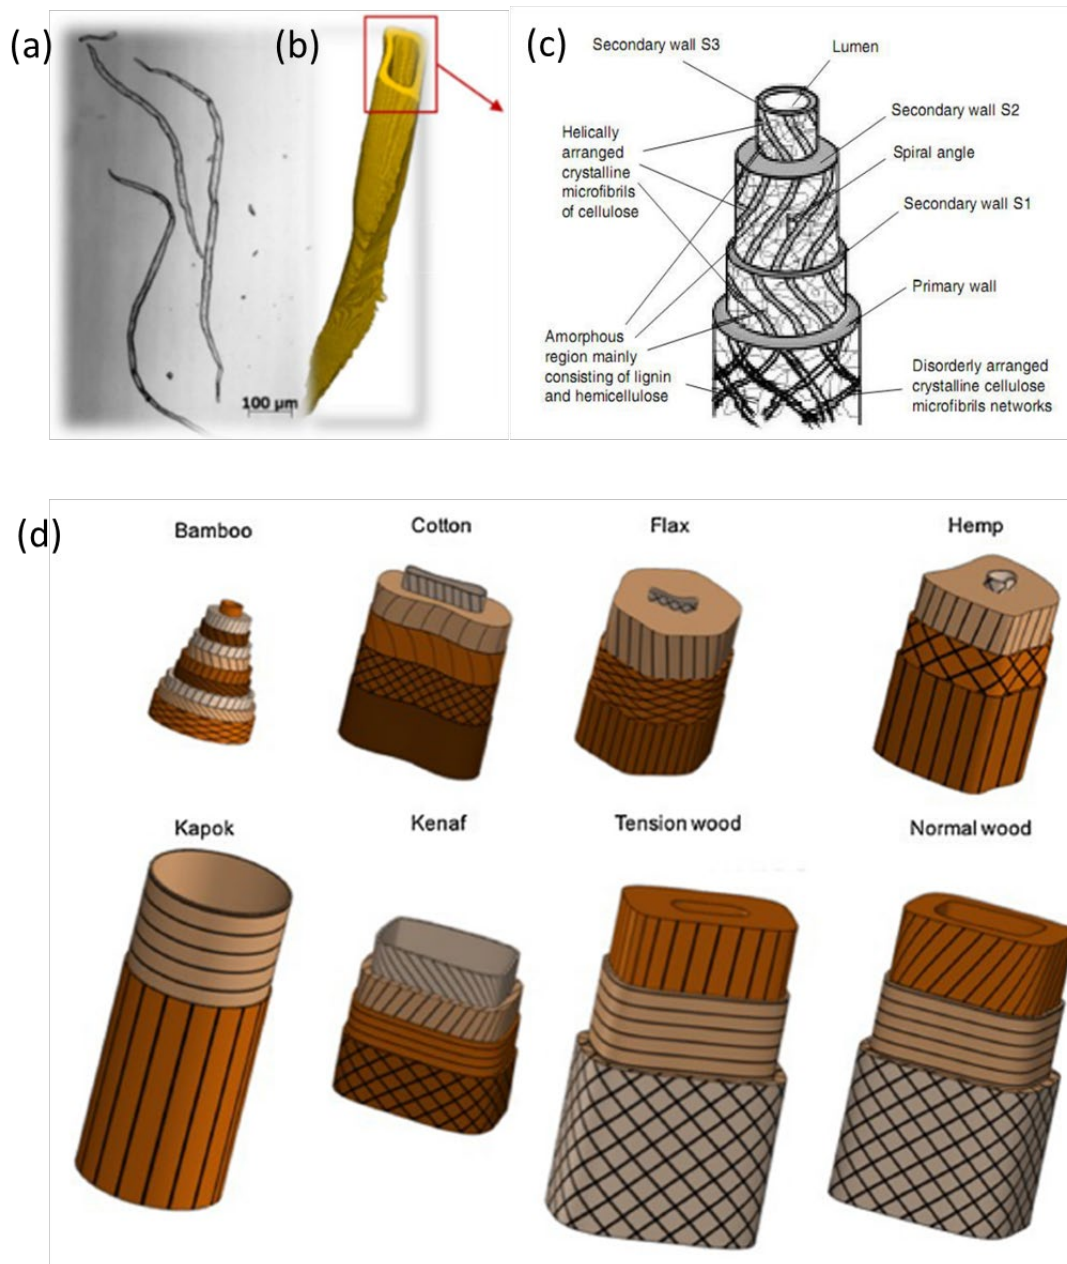 (a)
(b)
100 µm
(c)
Secondary wall S3
Lumen
Secondary wall S2
Helically
arranged
crystalline
microfibrils
of cellulose
Spiral angle
Secondary wall S1
Primary wall
Amorphous
region mainly
consisting of lignin
and hemicellulose
Disorderly arranged
crystalline cellulose
microfibrils networks
(d)
Bamboo
Cotton
Flax
Hemp
Kapok
Kenaf
Tension wood
Normal wood